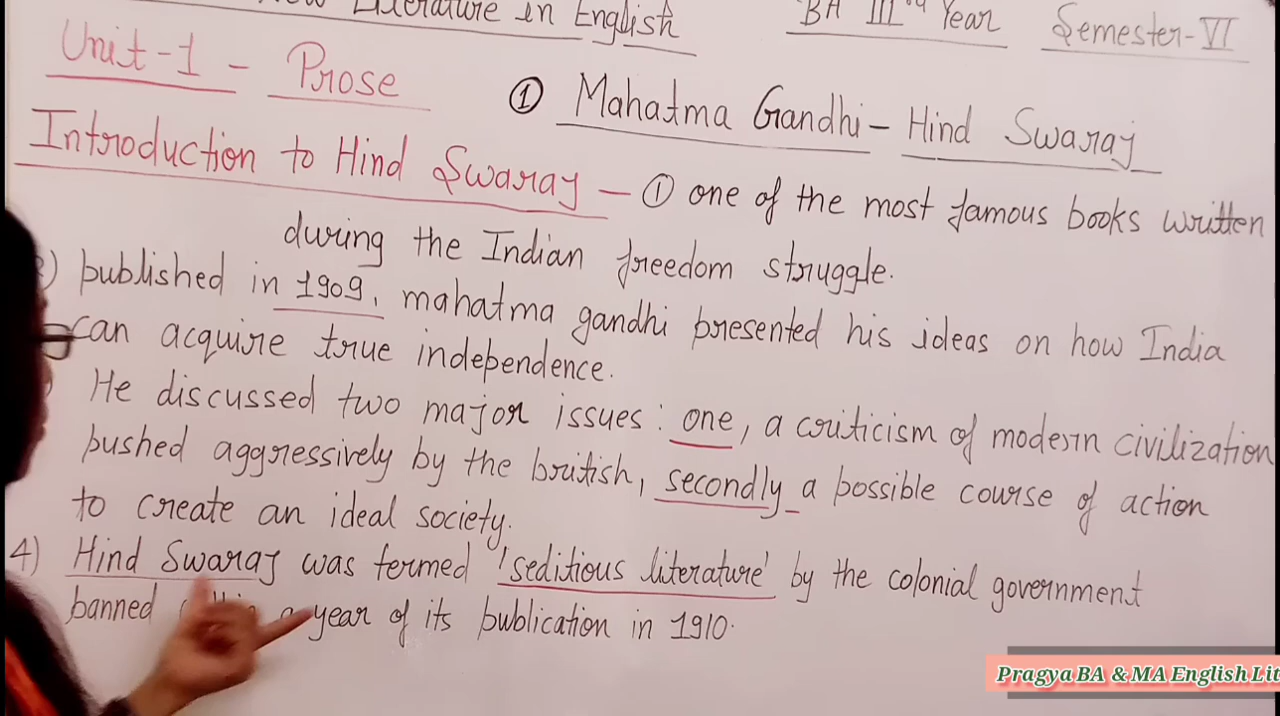 Literature in English BA IIIrd Year Semester-VI
Unit-1 - Prose
① Mahatma Gandhi - Hind Swaraj
Introduction to Hind Swaraj - ① one of the most famous books written
during the Indian freedom struggle.
) published in 1909, mahatma gandhi presented his ideas on how India
can acquire true independence.
He discussed two major issues: one, a criticism of modern civilization
pushed aggressively by the british, secondly a possible course of action
to create an ideal society.
4) Hind Swaraj was termed 'seditious literature' by the colonial government
banned a year of its publication in 1910.
Pragya BA & MA English Lit